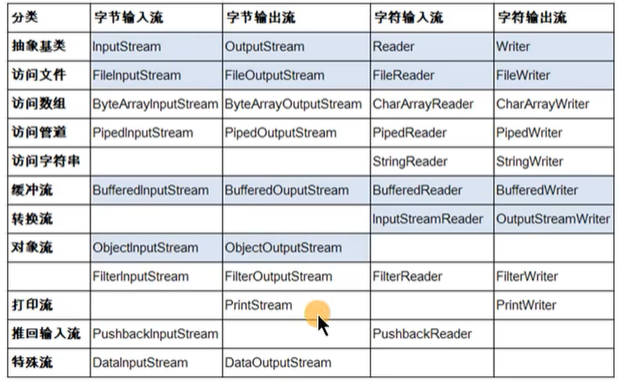 分类 字节输入流 字节输出流 字符输入流 字符输出流
抽象基类 InputStream OutputStream Reader Writer
访问文件 FileInputStream FileOutputStream FileReader FileWriter
访问数组 ByteArrayInputStream ByteArrayOutputStream CharArrayReader CharArrayWriter
访问管道 PipedInputStream PipedOutputStream PipedReader PipedWriter
访问字符串 StringReader StringWriter
缓冲流 BufferedInputStream BufferedOuputStream BufferedReader BufferedWriter
转换流 InputStreamReader OutputStreamWriter
对象流 ObjectInputStream ObjectOutputStream
FilterInputStream FilterOutputStream FilterReader FilterWriter
打印流 PrintStream PrintWriter
推回输入流 PushbackInputStream PushbackReader
特殊流 DataInputStream DataOutputStream